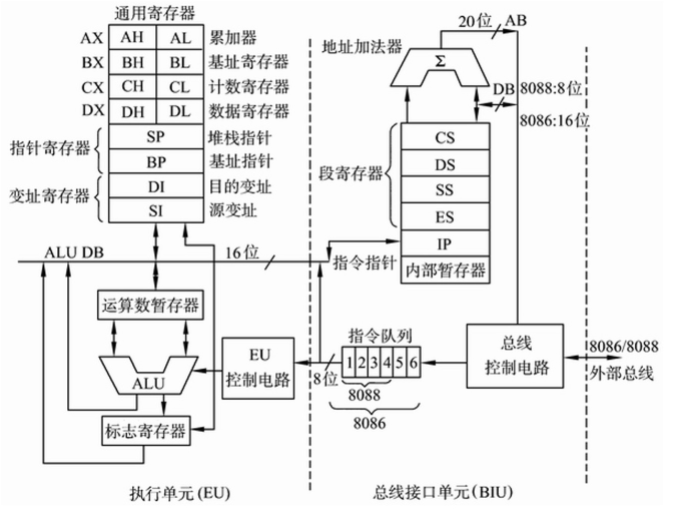 通用寄存器
AX AH AL 累加器
BX BH BL 基址寄存器
CX CH CL 计数寄存器
DX DH DL 数据寄存器
指针寄存器
SP 堆栈指针
BP 基址指针
变址寄存器
DI 目的变址
SI 源变址
ALU DB
16位
运算数暂存器
ALU
标志寄存器
EU
控制电路
执行单元(EU)
20位 AB
地址加法器
Σ
DB 8088:8位
8086:16位
段寄存器
CS
DS
SS
ES
IP
指令指针
内部暂存器
指令队列
8位
1 2 3 4 5 6
8088
8086
总线
控制电路
8086/8088
外部总线
总线接口单元(BIU)